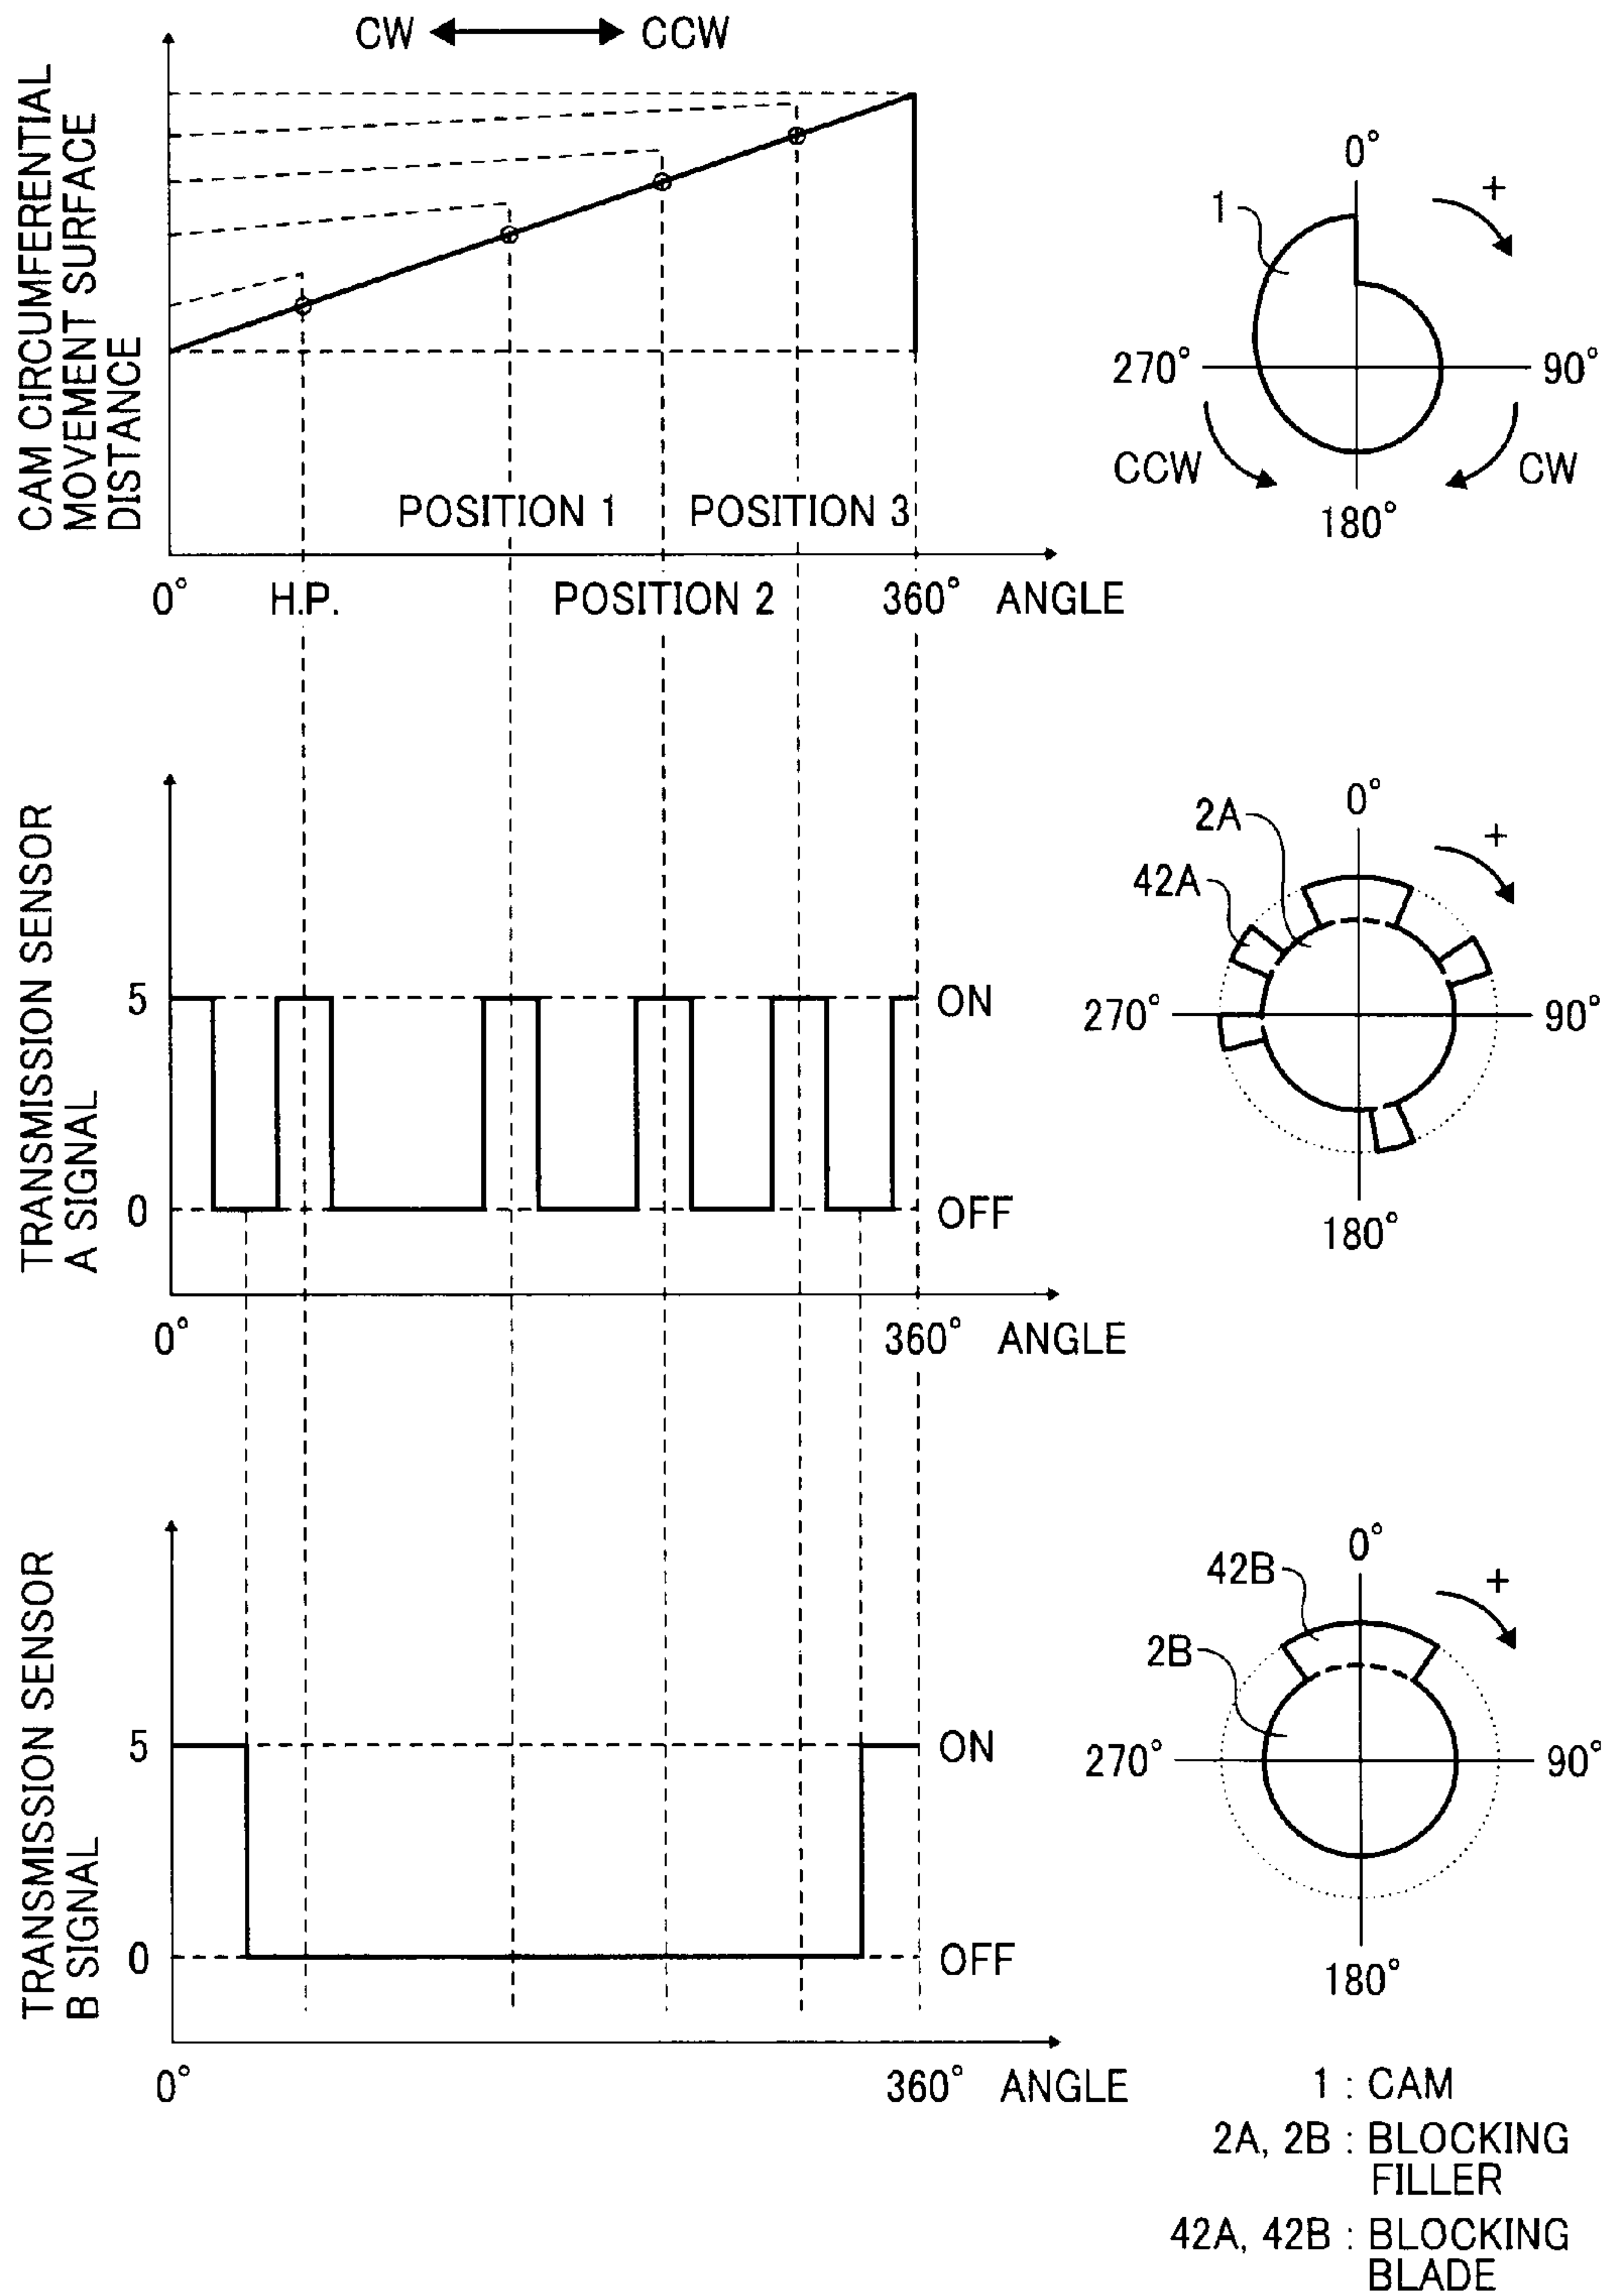 CW CCW
CAM CIRCUMFERENTIAL
MOVEMENT SURFACE
DISTANCE
POSITION 1 POSITION 3
0° H.P. POSITION 2 360° ANGLE
0°
+
1
270° 90°
CCW CW
180°
TRANSMISSION SENSOR
A SIGNAL
5 ON
0 OFF
0° 360° ANGLE
0°
2A +
42A
270° 90°
180°
TRANSMISSION SENSOR
B SIGNAL
5 ON
0 OFF
0° 360° ANGLE
0°
42B +
2B
270° 90°
180°
1 : CAM
2A, 2B : BLOCKING
FILLER
42A, 42B : BLOCKING
BLADE